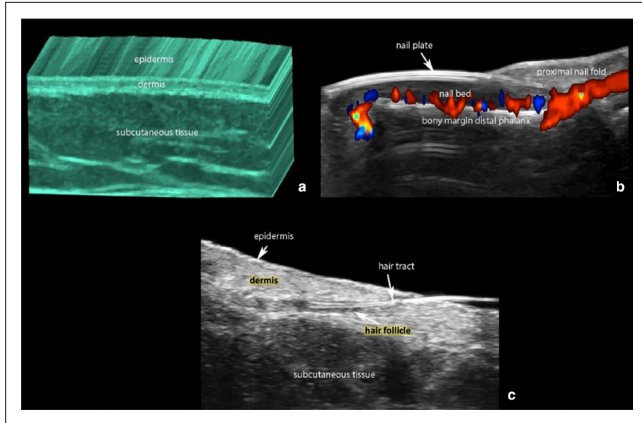 epidermis
dermis
subcutaneous tissue
a
nail plate
proximal nail fold
nail bed
bony margin distal phalanx
b
epidermis
hair tract
dermis
hair follicle
subcutaneous tissue
c